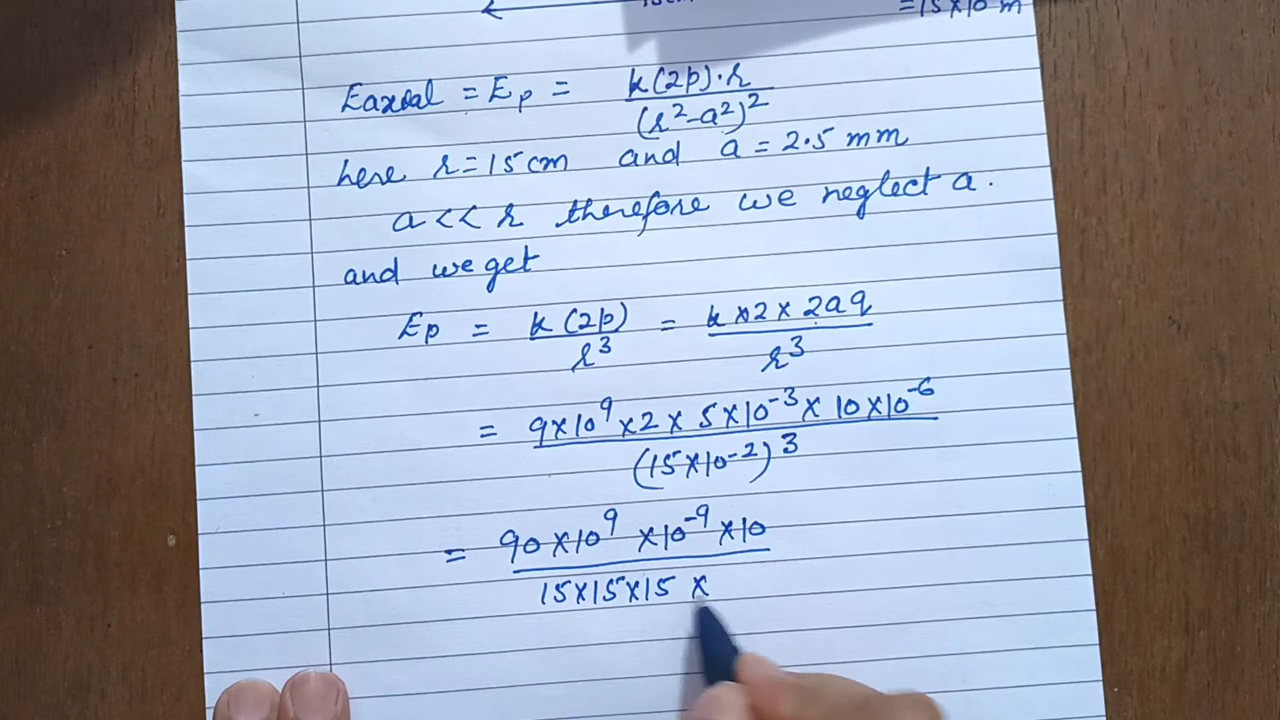 =15×10 m
Eaxial = Ep = k(2p)·r / (r²-a²)²
here r=15cm and a=2.5 mm
a<<r therefore we neglect a.
and we get
Ep = k(2p) / r³ = k×2×2aq / r³
= 9×10⁹×2×5×10⁻³×10×10⁻⁶ / (15×10⁻²)³
= 90×10⁹×10⁻⁹×10 / 15×15×15×